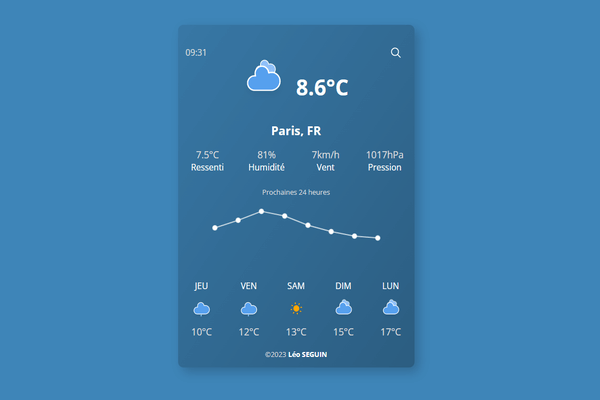 09:31
8.6°C
Paris, FR
7.5°C 81% 7km/h 1017hPa
Ressenti Humidité Vent Pression
Prochaines 24 heures
JEU VEN SAM DIM LUN
10°C 12°C 13°C 15°C 17°C
©2023 Léo SEGUIN